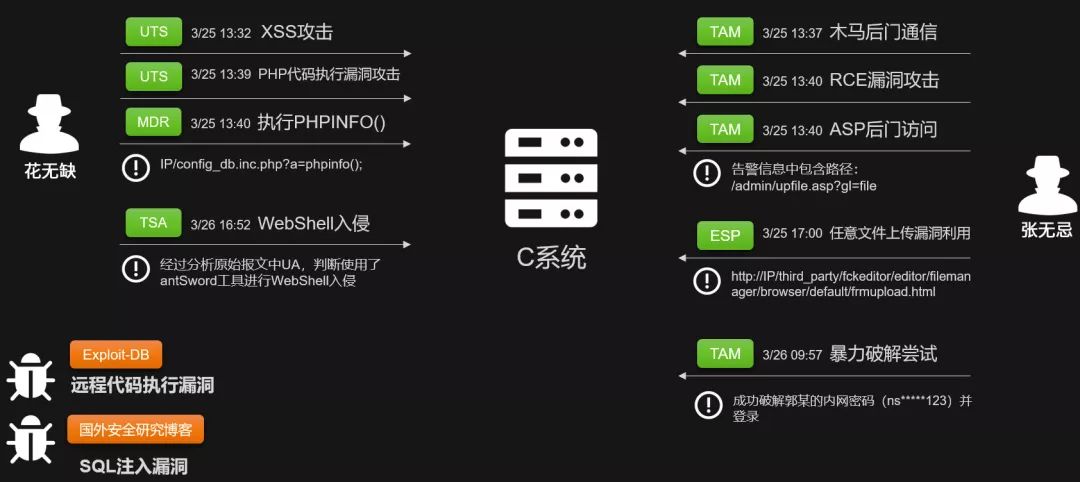 UTS 3/25 13:32 XSS攻击
UTS 3/25 13:39 PHP代码执行漏洞攻击
MDR 3/25 13:40 执行PHPINFO()
IP/config_db.inc.php?a=phpinfo();
花无缺
TSA 3/26 16:52 WebShell入侵
经过分析原始报文中UA，判断使用了
antSword工具进行WebShell入侵
Exploit-DB
远程代码执行漏洞
国外安全研究博客
SQL注入漏洞
C系统
TAM 3/25 13:37 木马后门通信
TAM 3/25 13:40 RCE漏洞攻击
TAM 3/25 13:40 ASP后门访问
告警信息中包含路径：
/admin/upfile.asp?gl=file
张无忌
ESP 3/25 17:00 任意文件上传漏洞利用
http://IP/third_party/fckeditor/editor/fileman
ager/browser/default/frmupload.html
TAM 3/26 09:57 暴力破解尝试
成功破解郭某的内网密码（ns*****123）并
登录